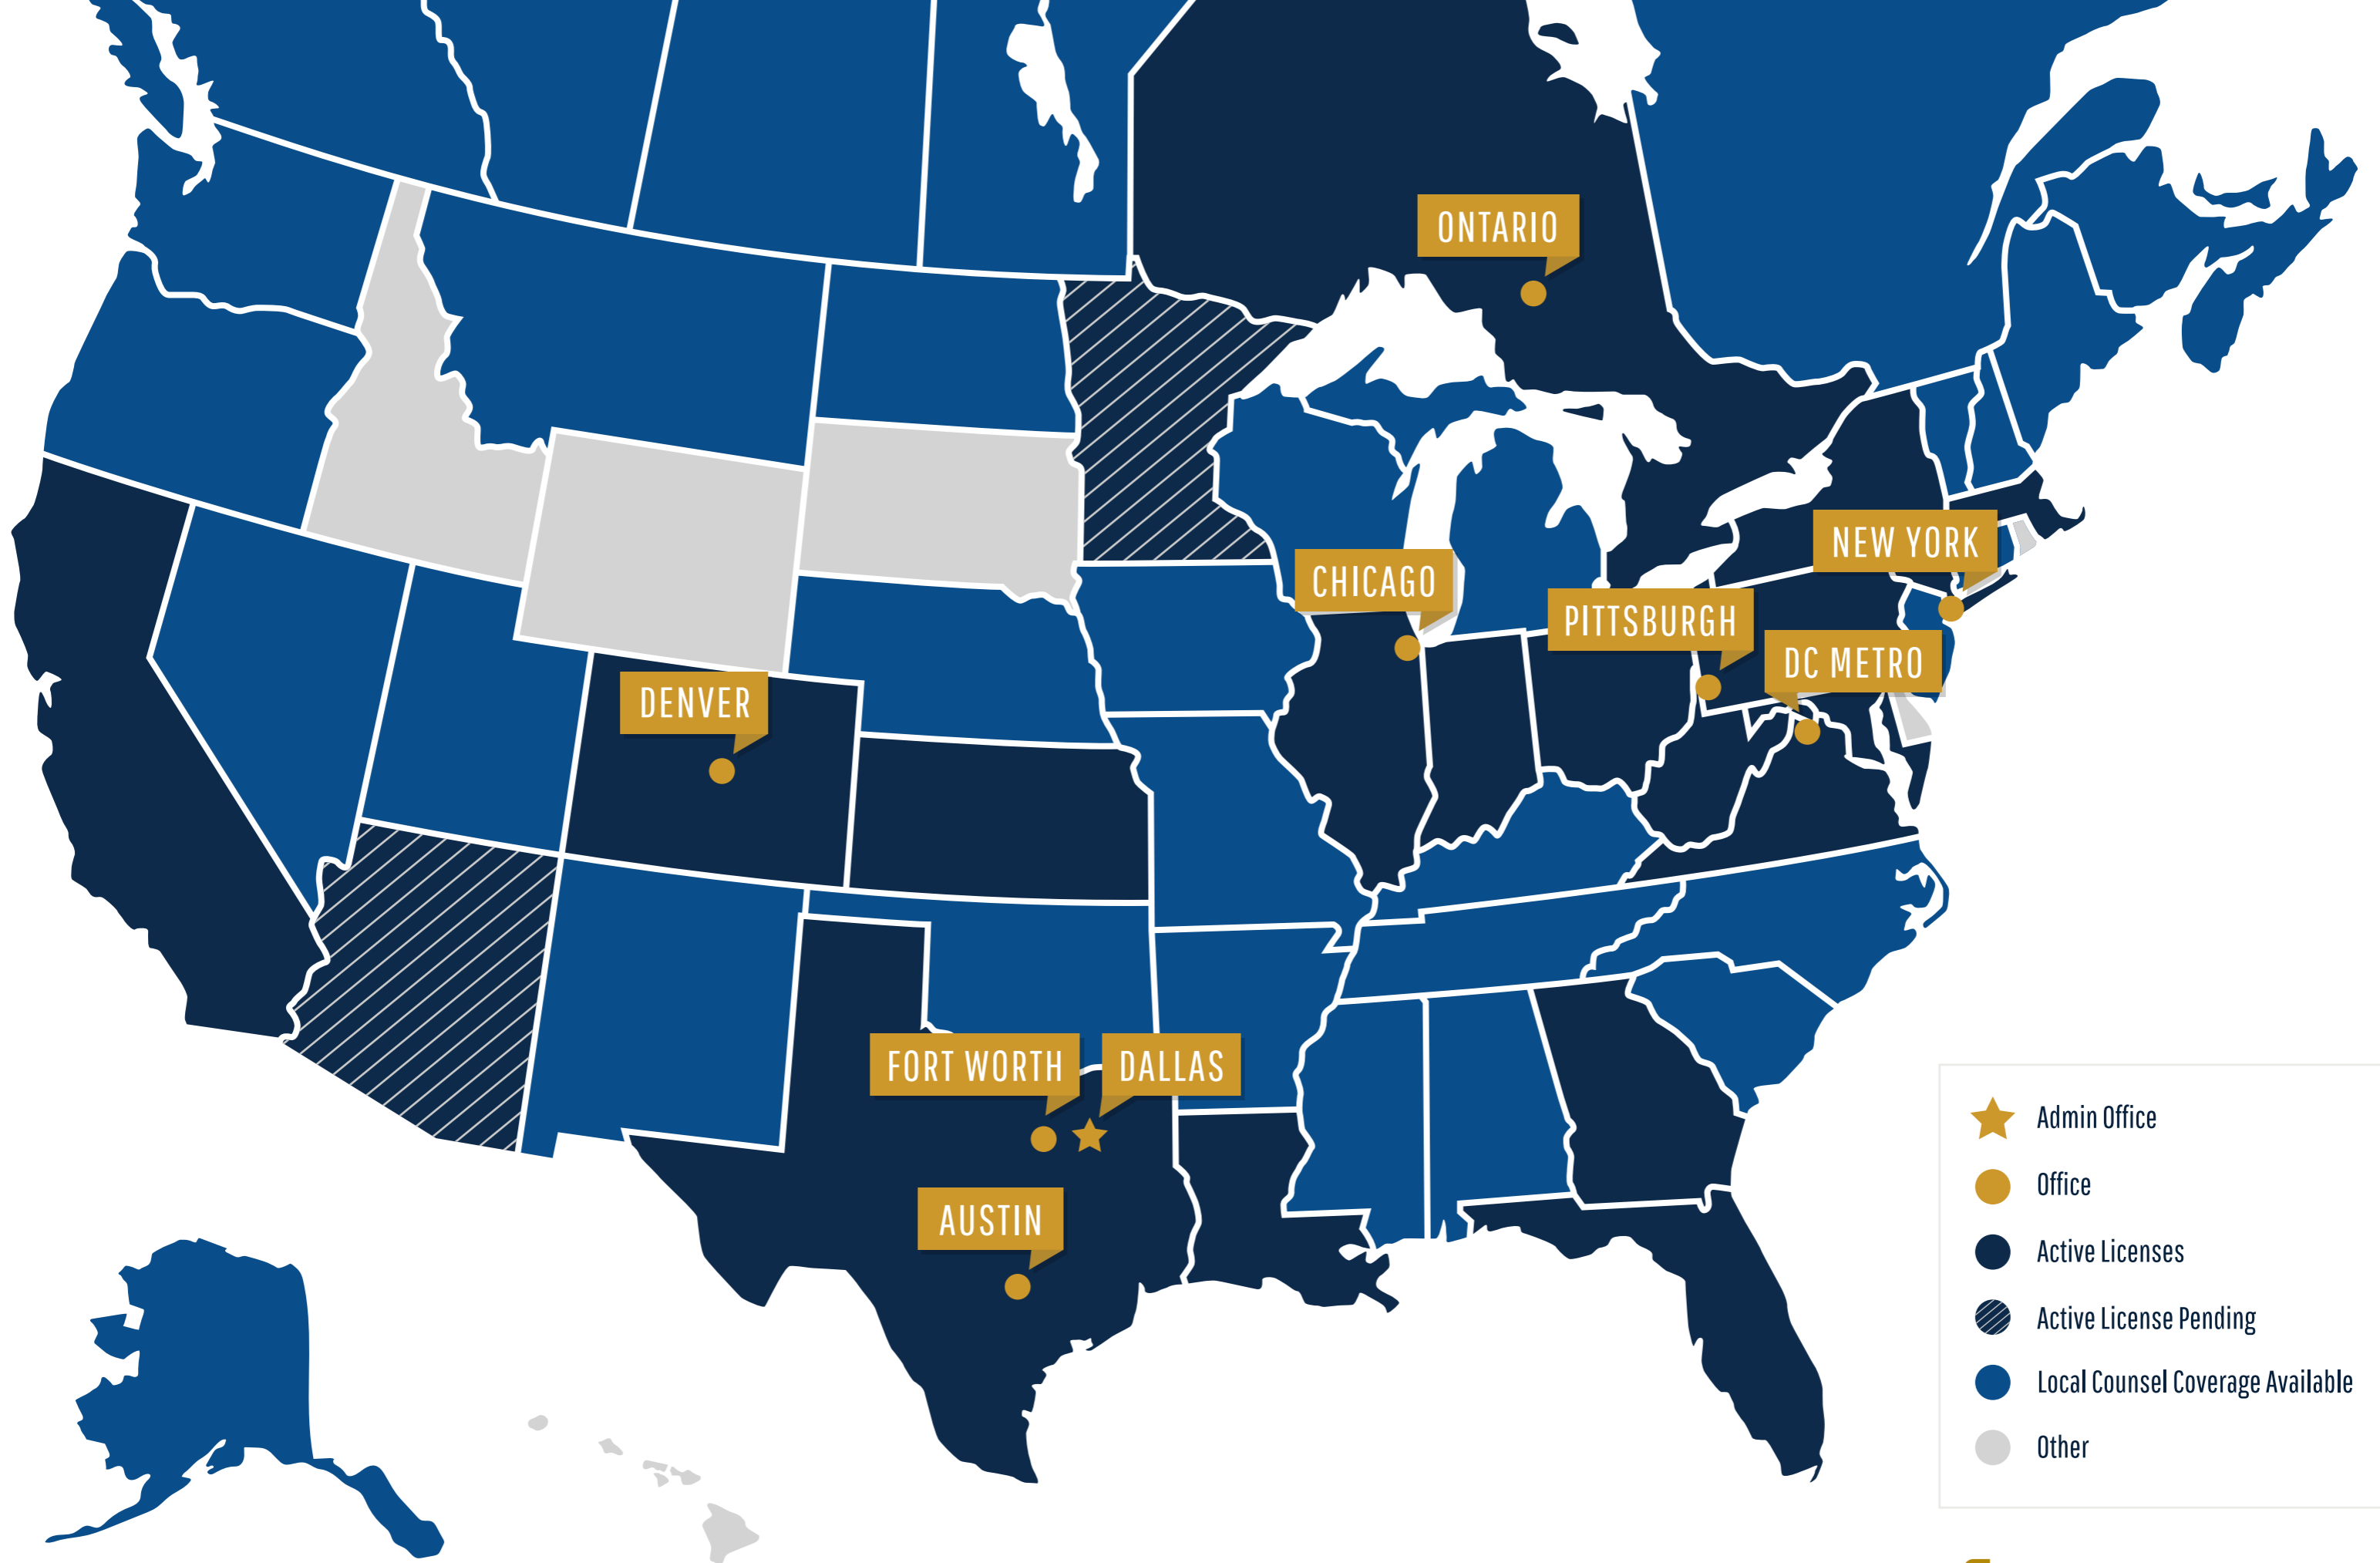 ONTARIO
NEW YORK
CHICAGO
PITTSBURGH
DC METRO
DENVER
FORT WORTH
DALLAS
AUSTIN
Admin Office
Office
Active Licenses
Active License Pending
Local Counsel Coverage Available
Other